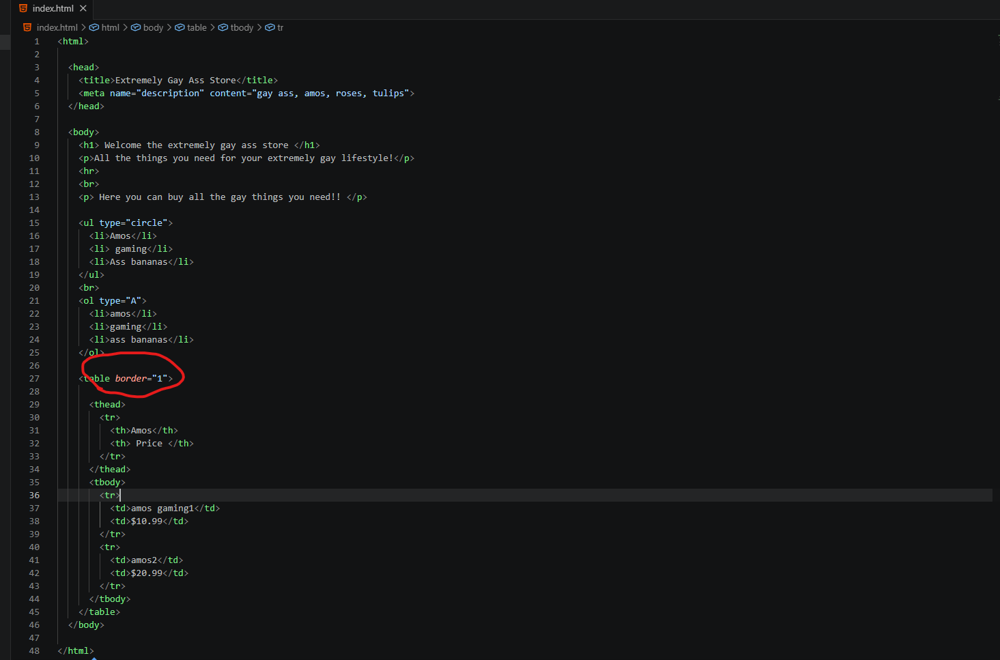 index.html
index.html > html > body > table > tbody > tr
1 <html>
2
3 <head>
4 <title>Extremely Gay Ass Store</title>
5 <meta name="description" content="gay ass, amos, roses, tulips">
6 </head>
7
8 <body>
9 <h1> Welcome the extremely gay ass store </h1>
10 <p>All the things you need for your extremely gay lifestyle!</p>
11 <hr>
12 <br>
13 <p> Here you can buy all the gay things you need!! </p>
14
15 <ul type="circle">
16 <li>Amos</li>
17 <li> gaming</li>
18 <li>Ass bananas</li>
19 </ul>
20 <br>
21 <ol type="A">
22 <li>amos</li>
23 <li>gaming</li>
24 <li>ass bananas</li>
25 </ol>
26
27 <table border="1">
28
29 <thead>
30 <tr>
31 <th>Amos</th>
32 <th> Price </th>
33 </tr>
34 </thead>
35 <tbody>
36 <tr>
37 <td>amos gaming1</td>
38 <td>$10.99</td>
39 </tr>
40 <tr>
41 <td>amos2</td>
42 <td>$20.99</td>
43 </tr>
44 </tbody>
45 </table>
46 </body>
47
48 </html>